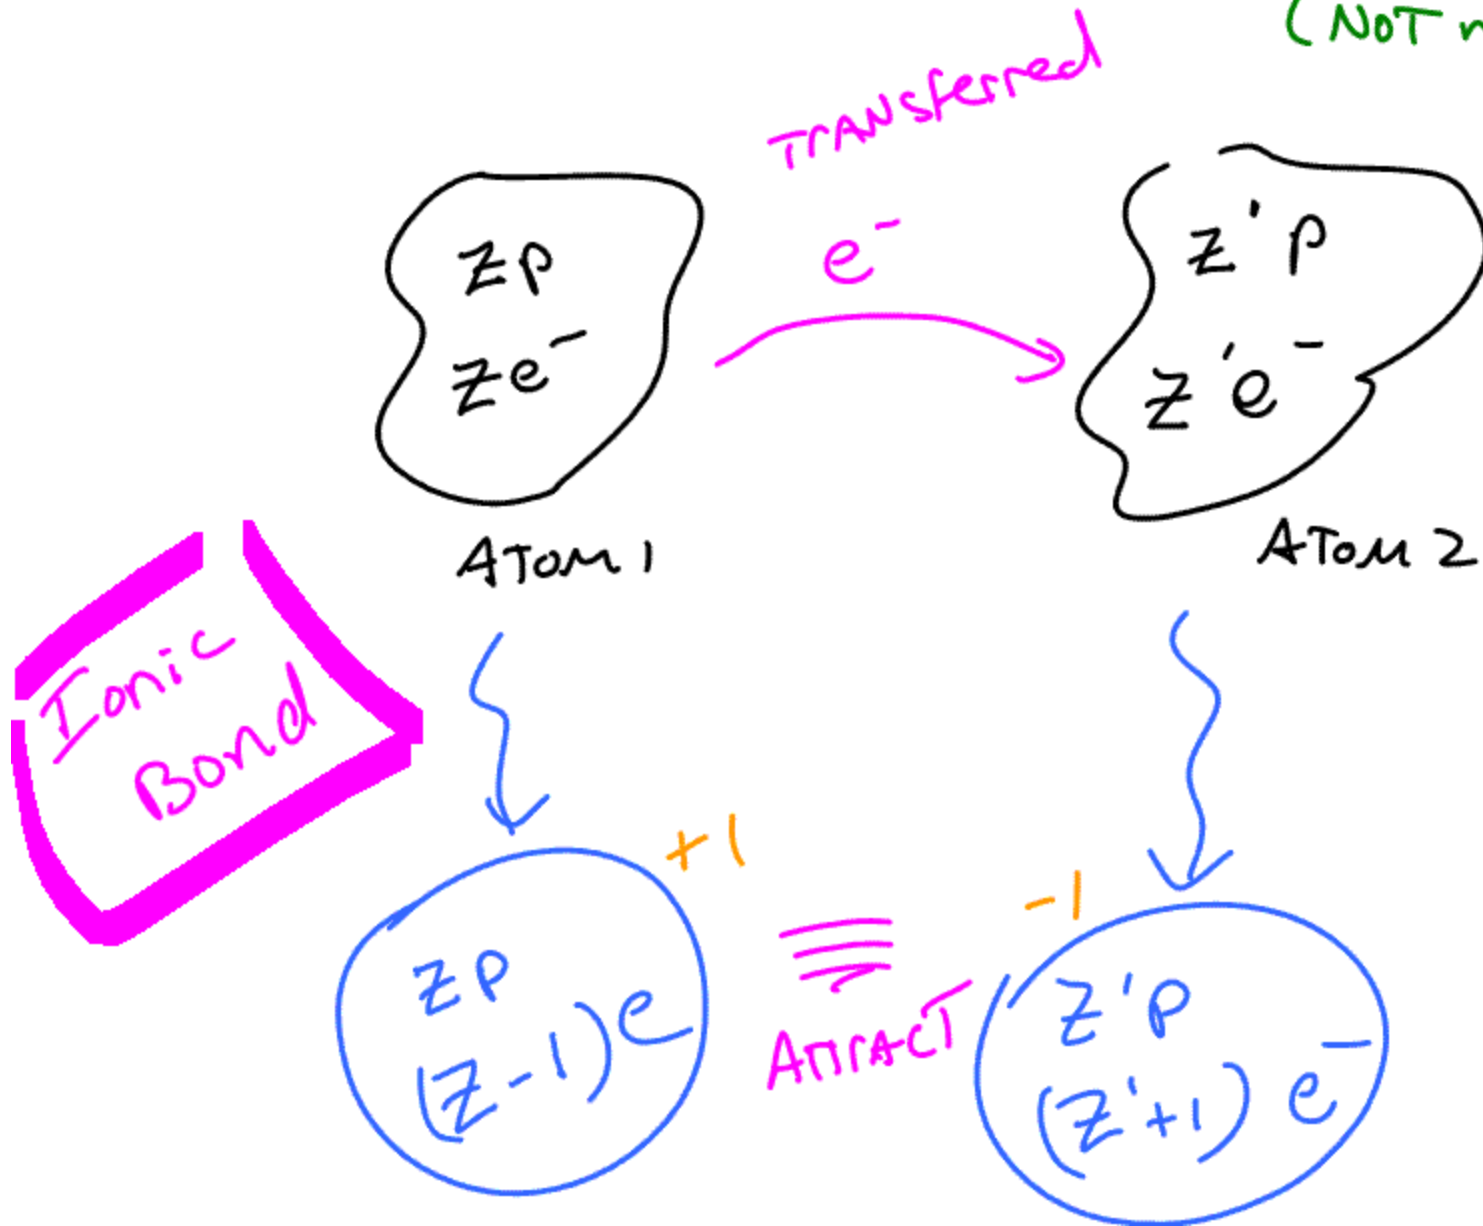 (NOT
TRANSferred
e⁻
Zp
Ze⁻
z'p
z'e⁻
ATOM 1
ATOM 2
Ionic
Bond
+1
-1
zp
(z-1)e
ATTrACT
z'p
(z'+1) e⁻